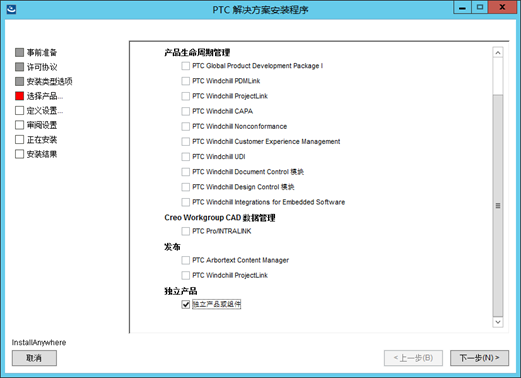 PTC 解决方案安装程序
事前准备
许可协议
安装类型选项
选择产品...
定义设置...
审阅设置
正在安装
安装结果
产品生命周期管理
PTC Global Product Development Package I
PTC Windchill PDMLink
PTC Windchill ProjectLink
PTC Windchill CAPA
PTC Windchill Nonconformance
PTC Windchill Customer Experience Management
PTC Windchill UDI
PTC Windchill Document Control 模块
PTC Windchill Design Control 模块
PTC Windchill Integrations for Embedded Software
Creo Workgroup CAD 数据管理
PTC Pro/INTRALINK
发布
PTC Arbortext Content Manager
PTC Windchill ProjectLink
独立产品
独立产品或组件
InstallAnywhere
取消
< 上一步(B)
下一步(N) >